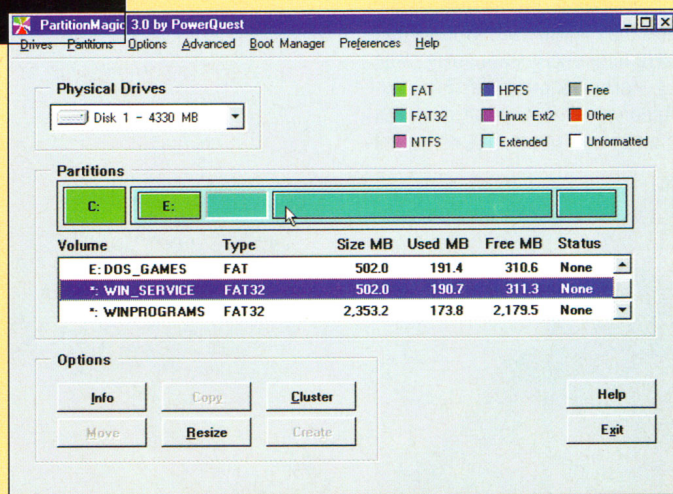 PartitionMagic 3.0 by PowerQuest
Drives Partitions Options Advanced Boot Manager Preferences Help
Physical Drives
Disk 1 - 4330 MB
FAT HPFS Free
FAT32 Linux Ext2 Other
NTFS Extended Unformatted
Partitions
C: E:
Volume Type Size MB Used MB Free MB Status
E: DOS_GAMES FAT 502.0 191.4 310.6 None
*: WIN_SERVICE FAT32 502.0 190.7 311.3 None
*: WINPROGRAMS FAT32 2,353.2 173.8 2,179.5 None
Options
Info Copy Cluster Help
Move Resize Create Exit